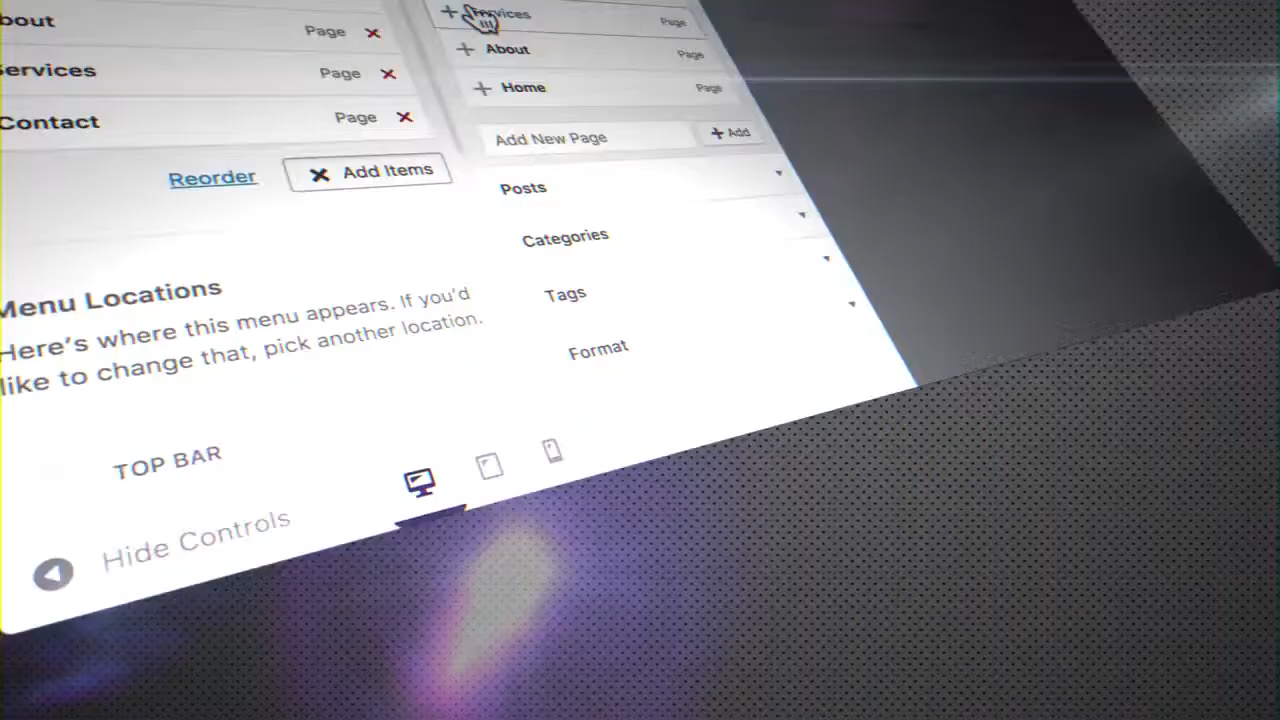 bout Page
ervices Page
Contact Page
Reorder Add Items
Menu Locations
Here's where this menu appears. If you'd
like to change that, pick another location.
TOP BAR
Hide Controls
Services Page
About Page
Home Page
Add New Page Add
Posts
Categories
Tags
Format